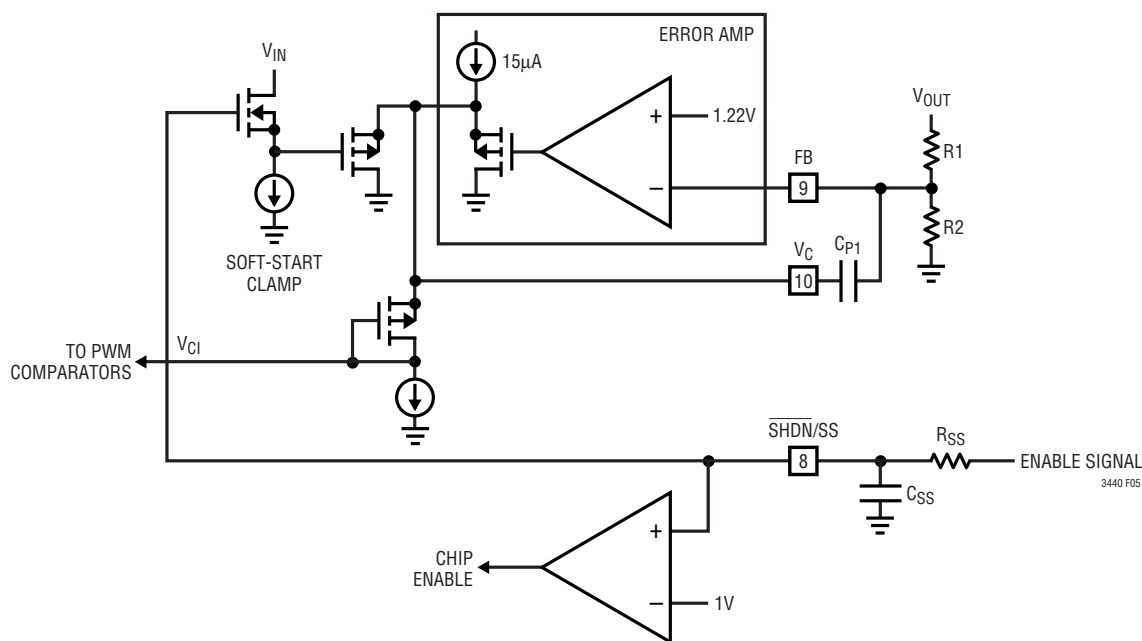 ERROR AMP
V_IN
15µA
V_OUT
+
1.22V
R1
FB
9
–
R2
SOFT-START
CLAMP
V_C
10
C_P1
V_CI
TO PWM
COMPARATORS
SHDN/SS
8
R_SS
ENABLE SIGNAL
3440 F05
C_SS
+
CHIP
ENABLE
–
1V